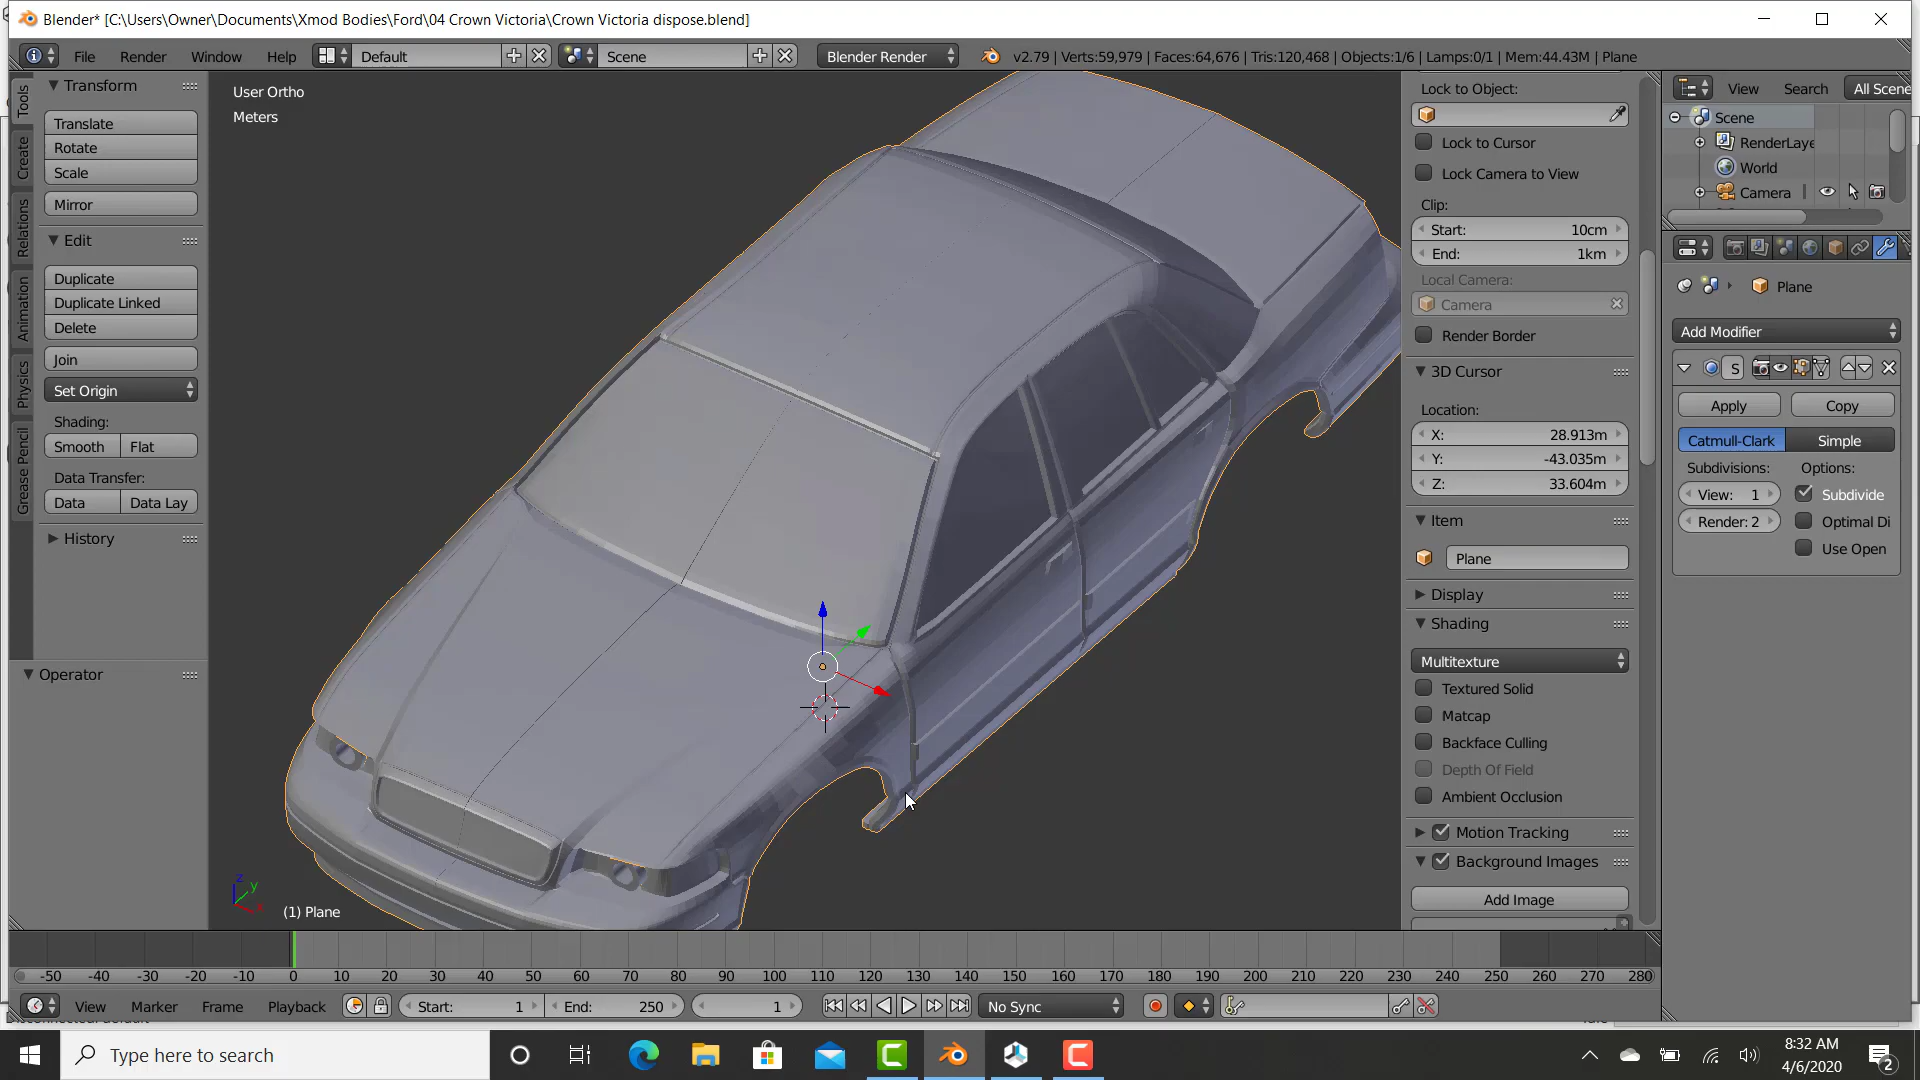 Blender* [C:\Users\Owner\Documents\Xmod Bodies\Ford\04 Crown Victoria\Crown Victoria dispose.blend]
File Render Window Help Default Scene Blender Render v2.79 | Verts:59,979 | Faces:64,676 | Tris:120,468 | Objects:1/6 | Lamps:0/1 | Mem:44.43M | Plane
Tools
Create
Relations
Animation
Physics
Grease Pencil
Transform
Translate
Rotate
Scale
Mirror
Edit
Duplicate
Duplicate Linked
Delete
Join
Set Origin
Shading:
Smooth Flat
Data Transfer:
Data Data Lay
History
Operator
User Ortho
Meters
z
y
x
(1) Plane
Lock to Object:
Lock to Cursor
Lock Camera to View
Clip:
Start: 10cm
End: 1km
Local Camera:
Camera
Render Border
3D Cursor
Location:
X: 28.913m
Y: -43.035m
Z: 33.604m
Item
Plane
Display
Shading
Multitexture
Textured Solid
Matcap
Backface Culling
Depth Of Field
Ambient Occlusion
Motion Tracking
Background Images
Add Image
View Search All Scene
Scene
RenderLaye
World
Camera
Plane
Add Modifier
S
Apply Copy
Catmull-Clark Simple
Subdivisions: Options:
View: 1 Subdivide
Render: 2 Optimal Di
Use Open
-50 -40 -30 -20 -10 0 10 20 30 40 50 60 70 80 90 100 110 120 130 140 150 160 170 180 190 200 210 220 230 240 250 260 270 280
View Marker Frame Playback Start: 1 End: 250 1 No Sync
Type here to search
8:32 AM
4/6/2020
2